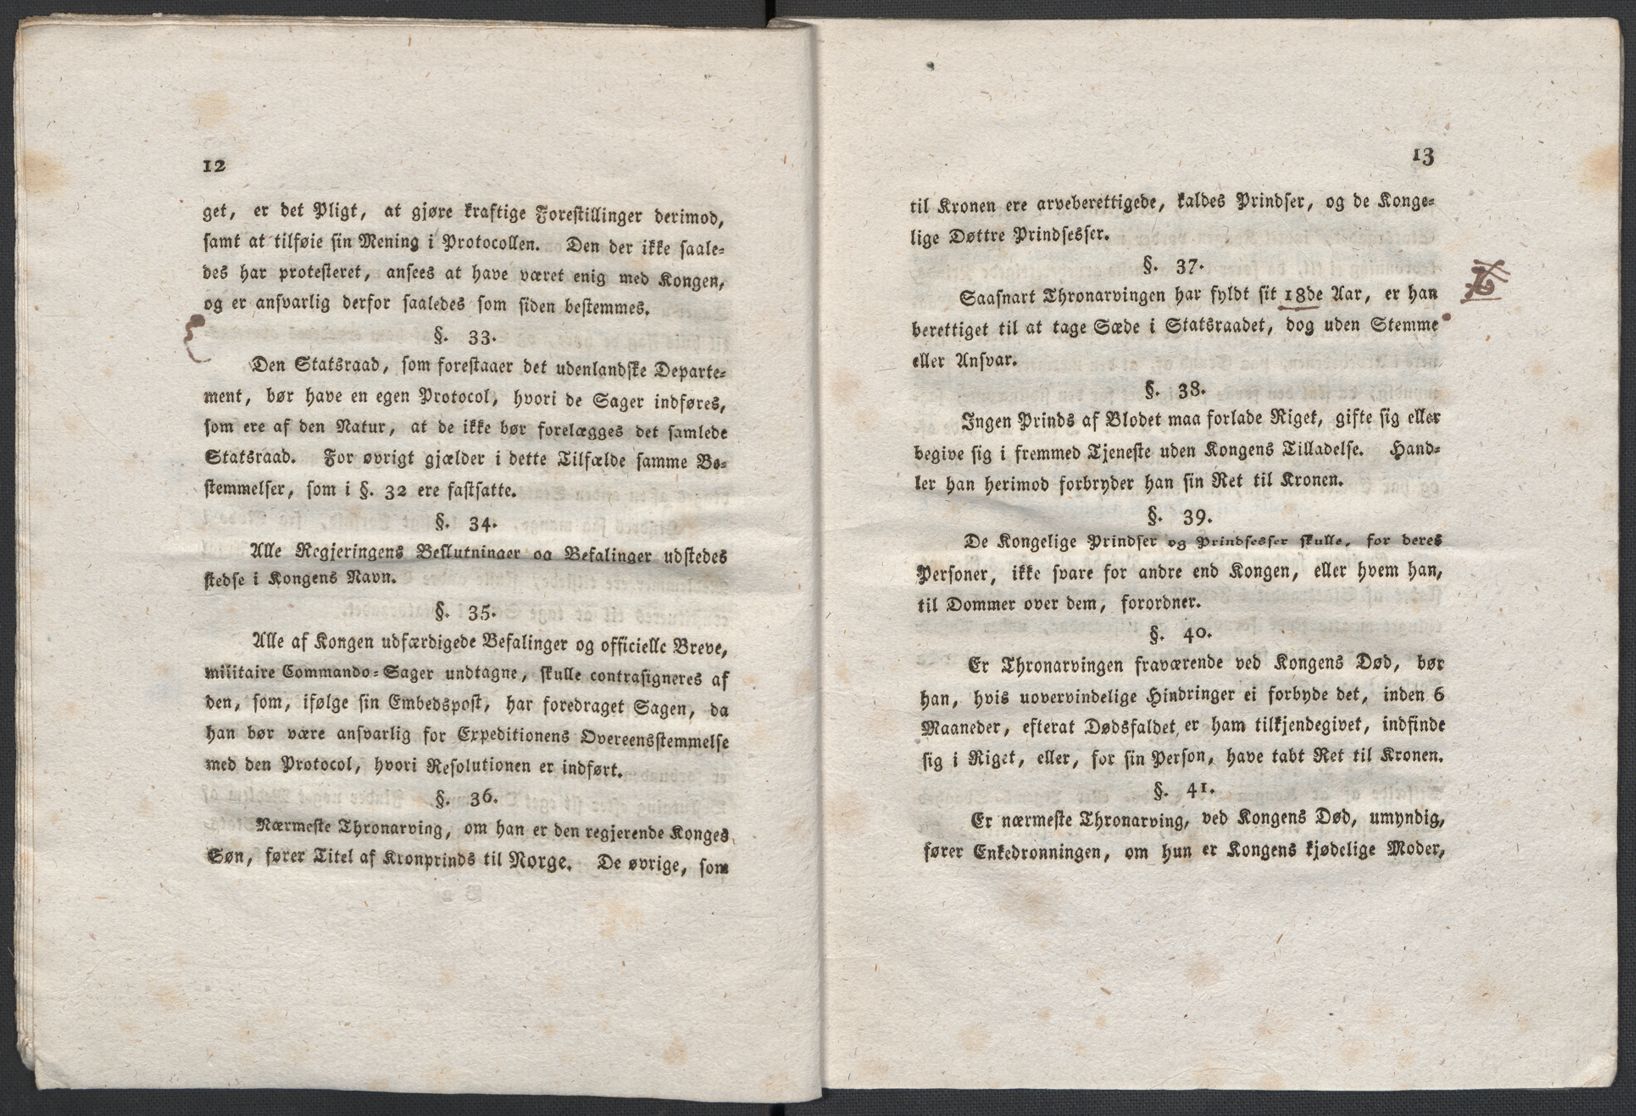 12
get, er det Pligt, at gjøre kraftige Forestillinger derimod,
samt at tilføie sin Mening i Protocollen. Den der ikke saale=
des har protesteret, ansees at have været enig med Kongen,
og er ansvarlig derfor saaledes som siden bestemmes.
§. 33.
Den Statsraad, som forestaaer det udenlandske Departe=
ment, bør have en egen Protocol, hvori de Sager indføres,
som ere af den Natur, at de ikke bør forelægges det samlede
Statsraad. For øvrigt gjælder i dette Tilfælde samme Be=
stemmelser, som i §. 32 ere fastsatte.
§. 34.
Alle Regjeringens Beslutninger og Befalinger udstedes
stedse i Kongens Navn.
§. 35.
Alle af Kongen udfærdigede Befalinger og officielle Breve,
militaire Commando=Sager undtagne, skulle contrasigneres af
den, som, ifølge sin Embedspost, har foredraget Sagen, da
han bør være ansvarlig for Expeditionens Overeensstemmelse
med den Protocol, hvori Resolutionen er indført.
§. 36.
Nærmeste Thronarving, om han er den regjerende Konges
Søn, fører Titel af Kronprinds til Norge. De øvrige, som
13
til Kronen ere arveberettigede, kaldes Prindser, og de Konge=
lige Døttre Prindsesser.
§. 37.
Saasnart Thronarvingen har fyldt sit 18de Aar, er han
berettiget til at tage Sæde i Statsraadet, dog uden Stemme
eller Ansvar.
§. 38.
Ingen Prinds af Blodet maa forlade Riget, gifte sig eller
begive sig i fremmed Tjeneste uden Kongens Tilladelse. Hand=
ler han herimod forbryder han sin Ret til Kronen.
§. 39.
De Kongelige Prindser og Prindsesser skulle, for deres
Personer, ikke svare for andre end Kongen, eller hvem han,
til Dommer over dem, forordner.
§. 40.
Er Thronarvingen fraværende ved Kongens Død, bør
han, hvis uovervindelige Hindringer ei forbyde det, inden 6
Maaneder, efterat Dødsfaldet er ham tilkjendegivet, indfinde
sig i Riget, eller, for sin Person, have tabt Ret til Kronen.
§. 41.
Er nærmeste Thronarving, ved Kongens Død, umyndig,
fører Enkedronningen, om hun er Kongens kjødelige Moder,